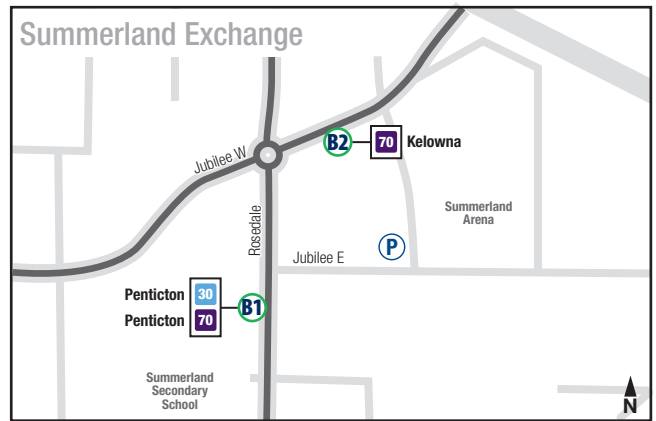 Summerland Exchange
B2
70
Kelowna
Jubilee W
Summerland
Arena
Rosedale
P
Jubilee E
Penticton
30
Penticton
70
B1
Summerland
Secondary
School
N